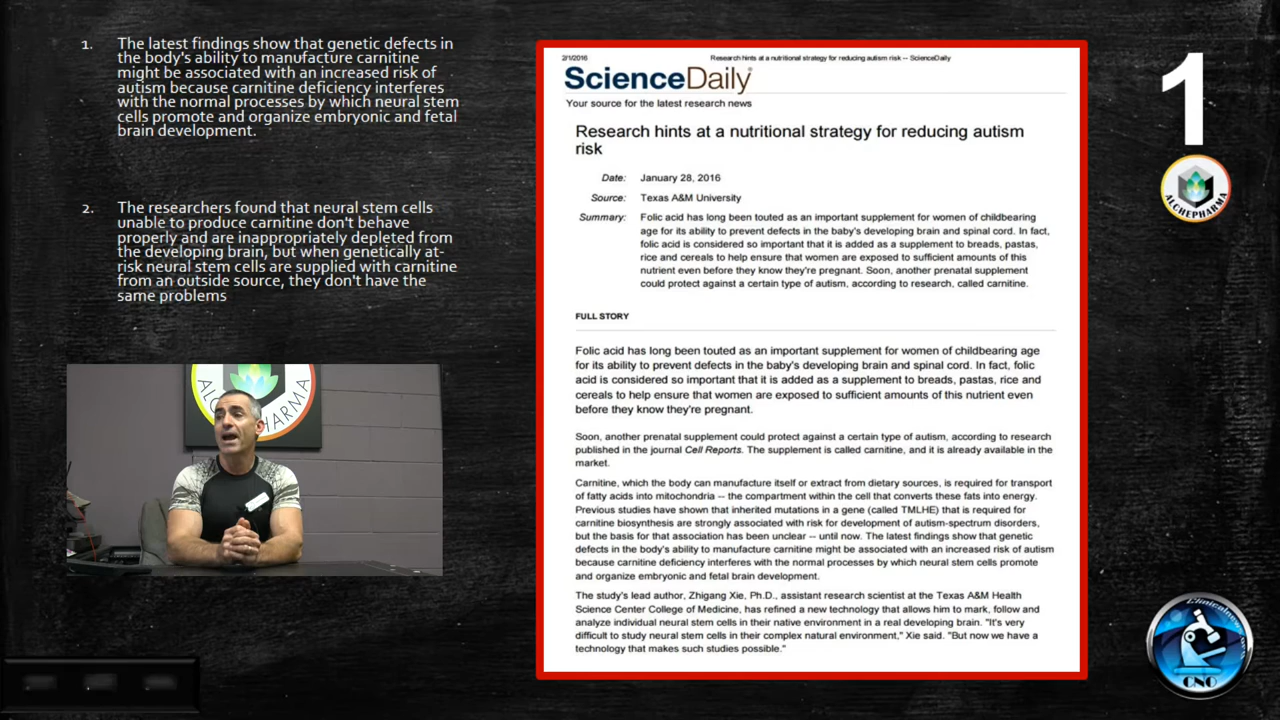 1. The latest findings show that genetic defects in
the body's ability to manufacture carnitine
might be associated with an increased risk of
autism because carnitine deficiency interferes
with the normal processes by which neural stem
cells promote and organize embryonic and fetal
brain development.
2. The researchers found that neural stem cells
unable to produce carnitine don't behave
properly and are inappropriately depleted from
the developing brain, but when genetically at-
risk neural stem cells are supplied with carnitine
from an outside source, they don't have the
same problems
ALCHEPHARMA
2/1/2016 Research hints at a nutritional strategy for reducing autism risk -- ScienceDaily
ScienceDaily
Your source for the latest research news
Research hints at a nutritional strategy for reducing autism
risk
Date: January 28, 2016
Source: Texas A&M University
Summary: Folic acid has long been touted as an important supplement for women of childbearing
age for its ability to prevent defects in the baby's developing brain and spinal cord. In fact,
folic acid is considered so important that it is added as a supplement to breads, pastas,
rice and cereals to help ensure that women are exposed to sufficient amounts of this
nutrient even before they know they're pregnant. Soon, another prenatal supplement
could protect against a certain type of autism, according to research, called carnitine.
FULL STORY
Folic acid has long been touted as an important supplement for women of childbearing age
for its ability to prevent defects in the baby's developing brain and spinal cord. In fact, folic
acid is considered so important that it is added as a supplement to breads, pastas, rice and
cereals to help ensure that women are exposed to sufficient amounts of this nutrient even
before they know they're pregnant.
Soon, another prenatal supplement could protect against a certain type of autism, according to research
published in the journal Cell Reports. The supplement is called carnitine, and it is already available in the
market.
Carnitine, which the body can manufacture itself or extract from dietary sources, is required for transport
of fatty acids into mitochondria -- the compartment within the cell that converts these fats into energy.
Previous studies have shown that inherited mutations in a gene (called TMLHE) that is required for
carnitine biosynthesis are strongly associated with risk for development of autism-spectrum disorders,
but the basis for that association has been unclear -- until now. The latest findings show that genetic
defects in the body's ability to manufacture carnitine might be associated with an increased risk of autism
because carnitine deficiency interferes with the normal processes by which neural stem cells promote
and organize embryonic and fetal brain development.
The study's lead author, Zhigang Xie, Ph.D., assistant research scientist at the Texas A&M Health
Science Center College of Medicine, has refined a new technology that allows him to mark, follow and
analyze individual neural stem cells in their native environment in a real developing brain. "It's very
difficult to study neural stem cells in their complex natural environment," Xie said. "But now we have a
technology that makes such studies possible."
1
ALCHEPHARMA
CNO